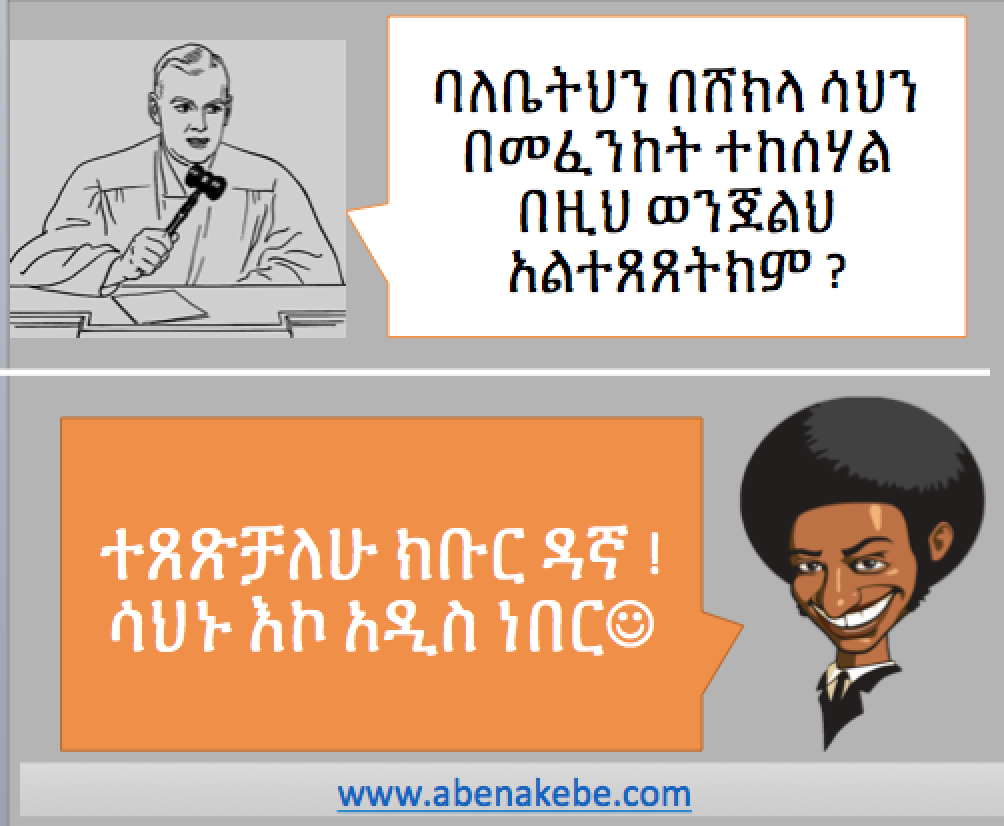 ባለቤትህን በሸክላ ሳህን
በመፈንከት ተከሰሃል
በዚህ ወንጀልህ
አልተጸጸትክም ?
ተጸጽቻለሁ ክቡር ዳኛ !
ሳህኑ እኮ አዲስ ነበር☺
www.abenakebe.com